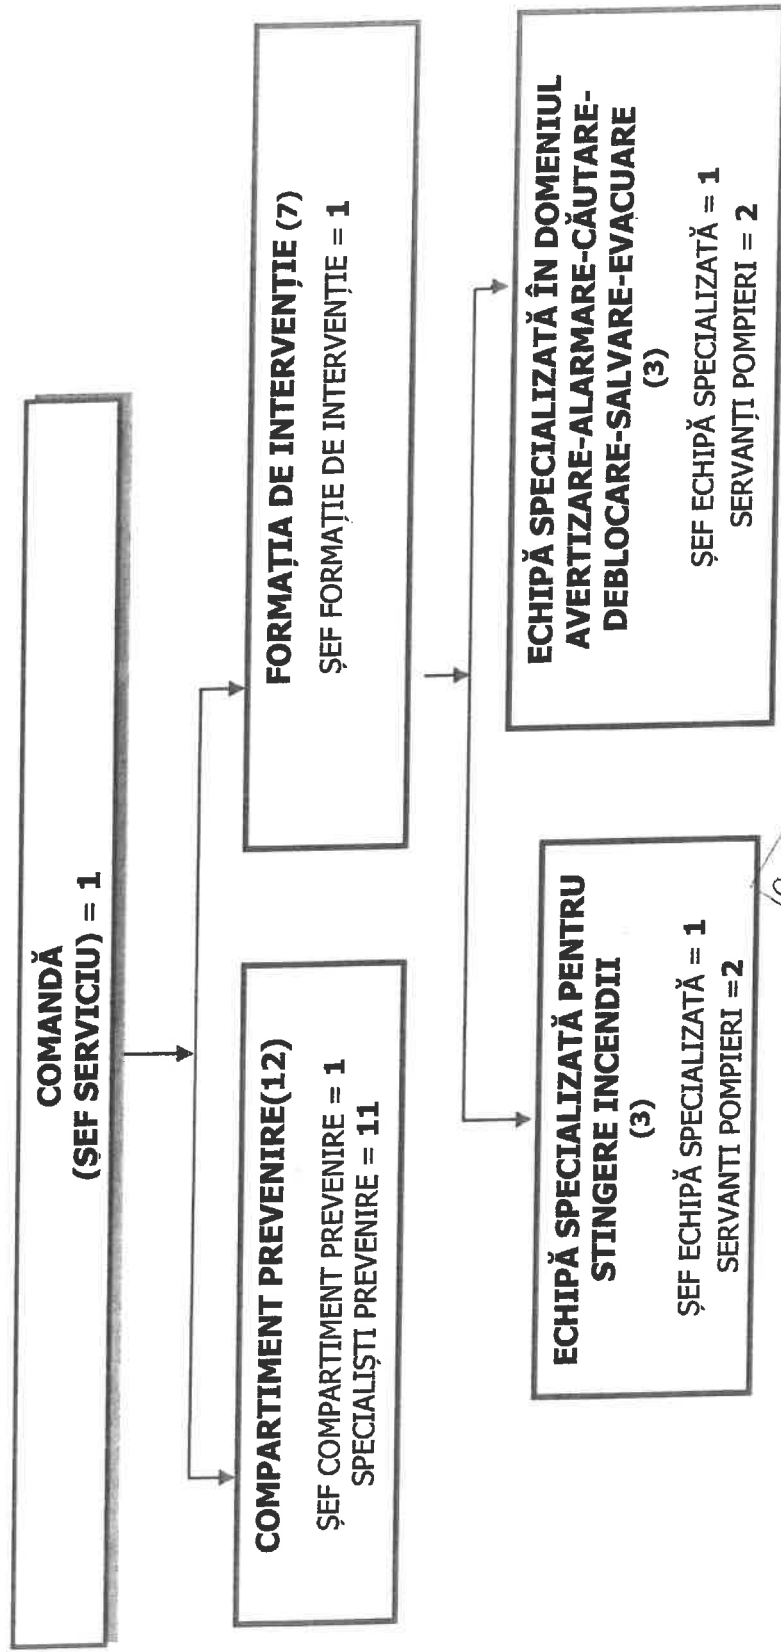 COMANDĂ
(ȘEF SERVICIU) = 1
COMPARTIMENT PREVENIRE(12)
ȘEF COMPARTIMENT PREVENIRE = 1
SPECIALIȘTI PREVENIRE = 11
FORMAȚIA DE INTERVENȚIE (7)
ȘEF FORMAȚIE DE INTERVENȚIE = 1
ECHIPĂ SPECIALIZATĂ PENTRU
STINGERE INCENDII
(3)
ȘEF ECHIPĂ SPECIALIZATĂ = 1
SERVANTI POMPIERI =2
ECHIPĂ SPECIALIZATĂ ÎN DOMENIUL
AVERTIZARE-ALARMARE-CĂUTARE-
DEBLOCARE-SALVARE-EVACUARE
(3)
ȘEF ECHIPĂ SPECIALIZATĂ = 1
SERVANȚI POMPIERI = 2